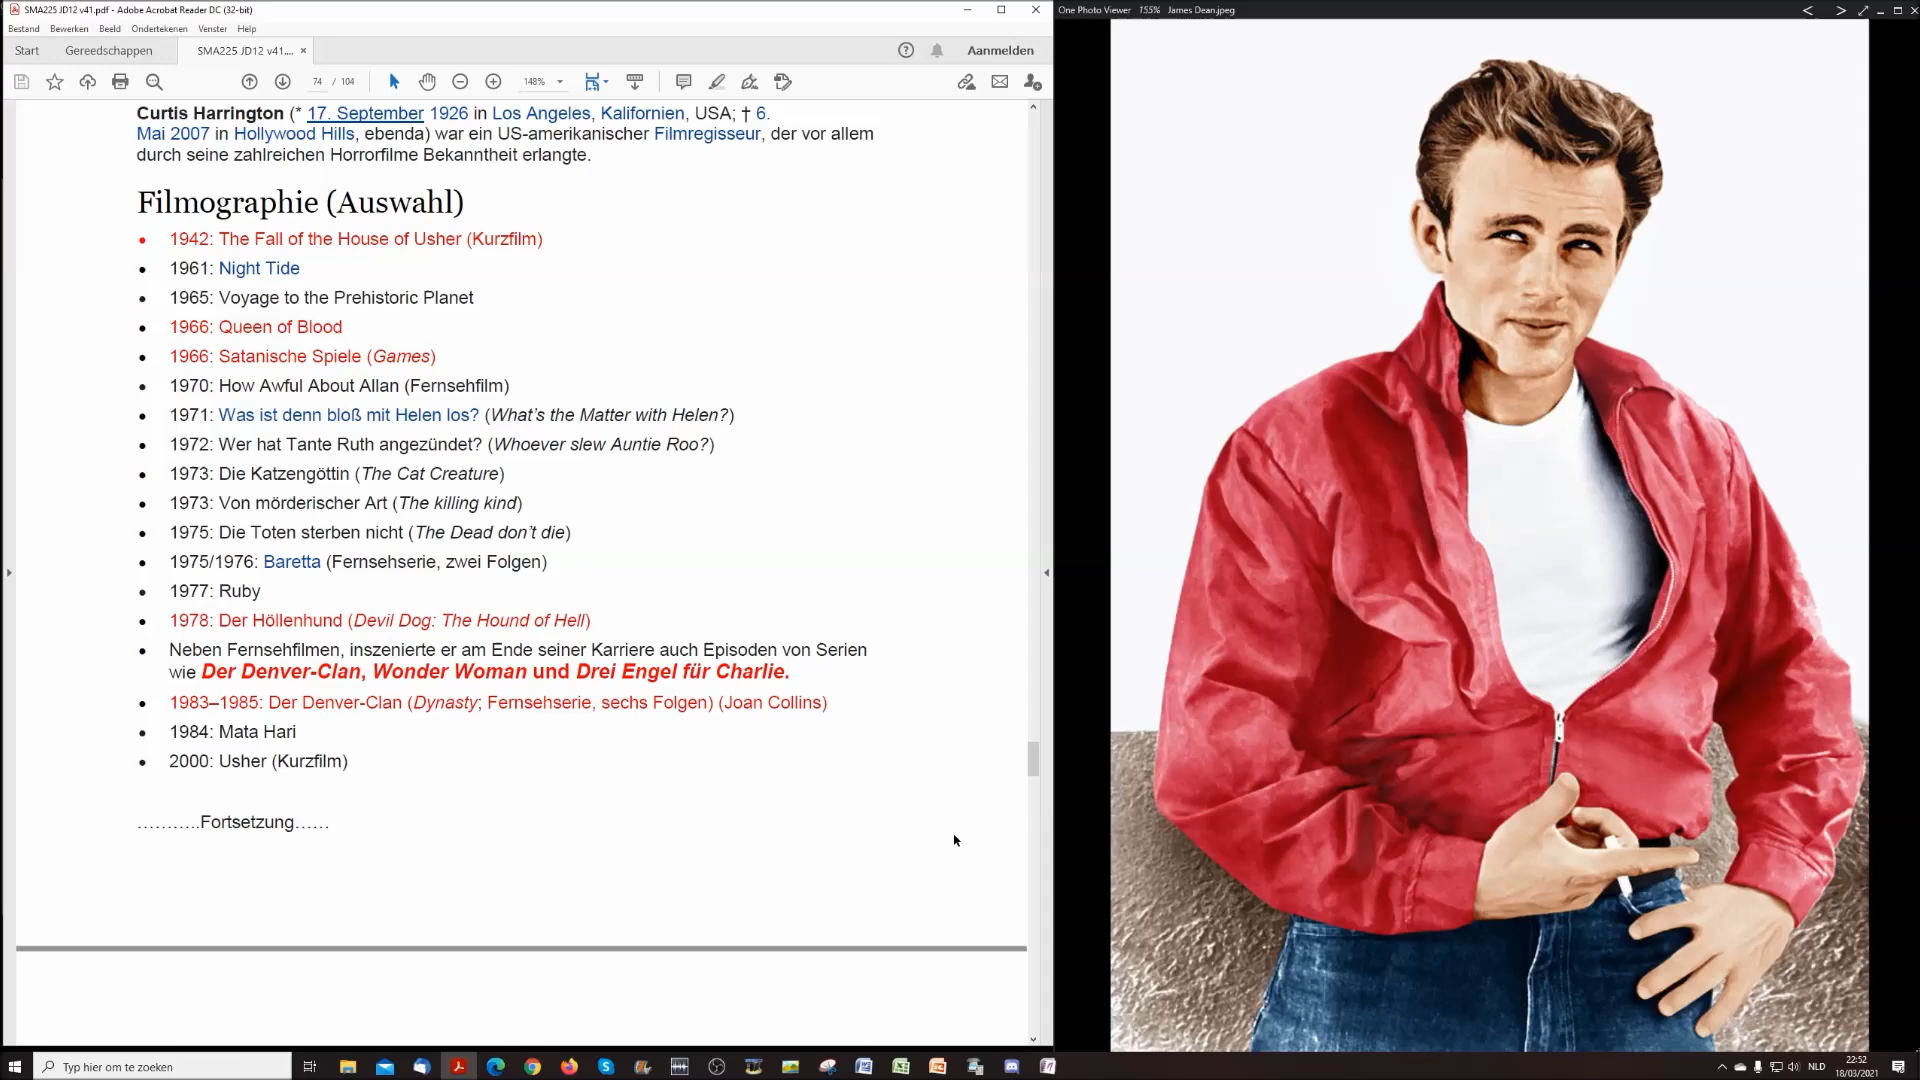 SMA225 JD12 v41.pdf - Adobe Acrobat Reader DC (32-bit)
Bestand Bewerken Beeld Ondertekenen Venster Help
Start Gereedschappen SMA225 JD12 v41.... × Aanmelden
74 / 104 148%
Curtis Harrington (* 17. September 1926 in Los Angeles, Kalifornien, USA; † 6.
Mai 2007 in Hollywood Hills, ebenda) war ein US-amerikanischer Filmregisseur, der vor allem
durch seine zahlreichen Horrorfilme Bekanntheit erlangte.
Filmographie (Auswahl)
• 1942: The Fall of the House of Usher (Kurzfilm)
• 1961: Night Tide
• 1965: Voyage to the Prehistoric Planet
• 1966: Queen of Blood
• 1966: Satanische Spiele (Games)
• 1970: How Awful About Allan (Fernsehfilm)
• 1971: Was ist denn bloß mit Helen los? (What's the Matter with Helen?)
• 1972: Wer hat Tante Ruth angezündet? (Whoever slew Auntie Roo?)
• 1973: Die Katzengöttin (The Cat Creature)
• 1973: Von mörderischer Art (The killing kind)
• 1975: Die Toten sterben nicht (The Dead don't die)
• 1975/1976: Baretta (Fernsehserie, zwei Folgen)
• 1977: Ruby
• 1978: Der Höllenhund (Devil Dog: The Hound of Hell)
• Neben Fernsehfilmen, inszenierte er am Ende seiner Karriere auch Episoden von Serien
wie Der Denver-Clan, Wonder Woman und Drei Engel für Charlie.
• 1983–1985: Der Denver-Clan (Dynasty; Fernsehserie, sechs Folgen) (Joan Collins)
• 1984: Mata Hari
• 2000: Usher (Kurzfilm)
………..Fortsetzung……
One Photo Viewer 155% James Dean.jpeg
Typ hier om te zoeken
NLD
22:52
18/03/2021